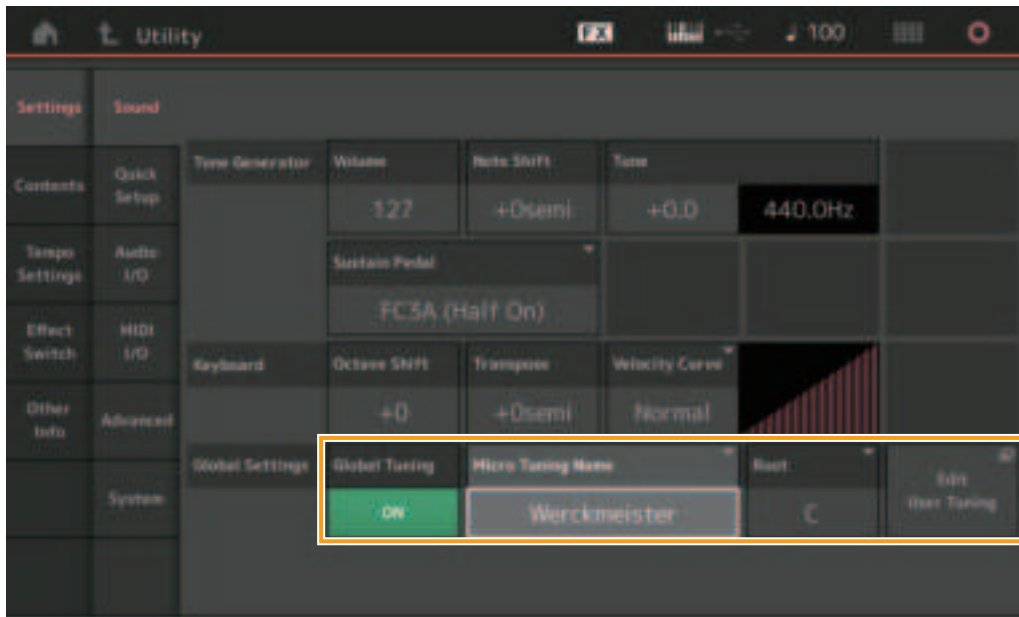 Utility
FX
♩ 100
Settings
Sound
Contents
Quick
Setup
Tempo
Settings
Audio
I/O
Effect
Switch
MIDI
I/O
Other
Info
Advanced
System
Tone Generator
Volume
Note Shift
Tune
127
+0semi
+0.0
440.0Hz
Sustain Pedal
FC3A (Half On)
Keyboard
Octave Shift
Transpose
Velocity Curve
+0
+0semi
Normal
Global Settings
Global Tuning
Micro Tuning Name
Root
Edit
User Tuning
ON
Werckmeister
C